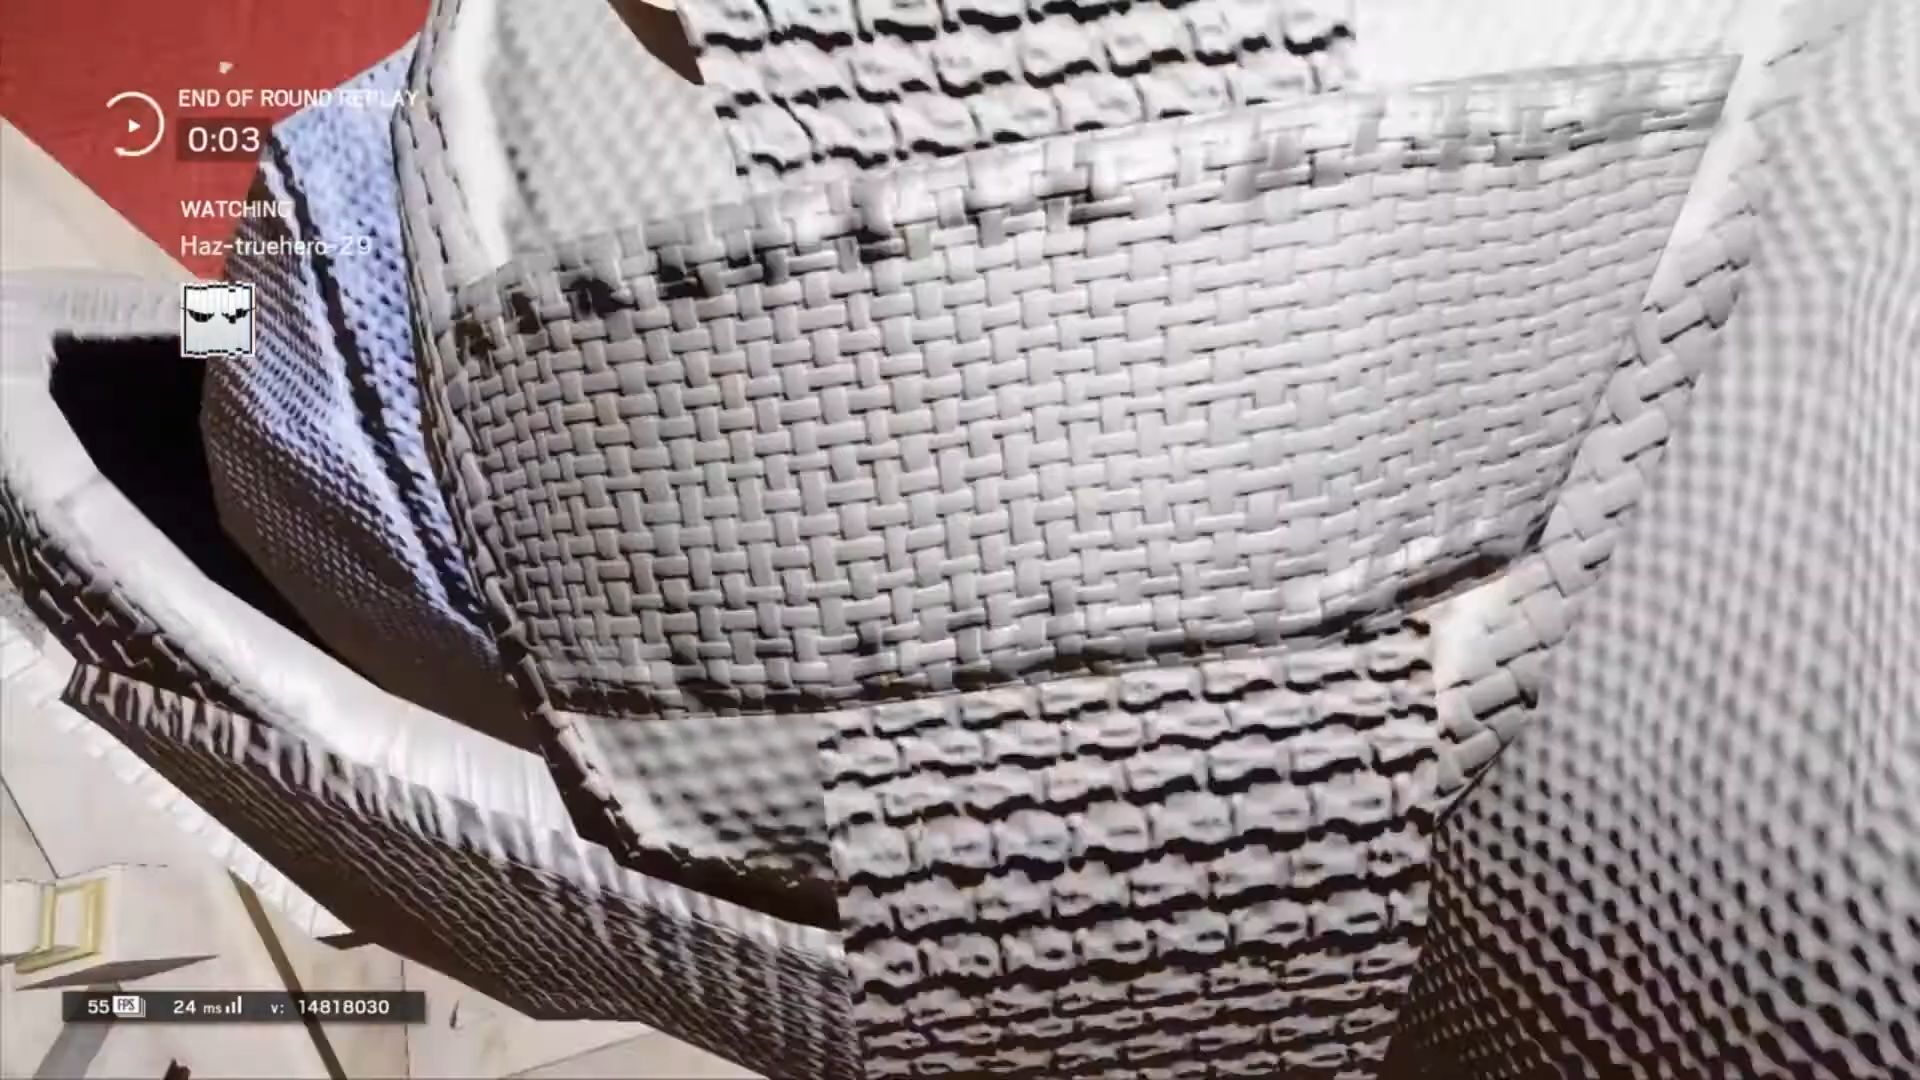 END OF ROUND REPLAY
0:03
WATCHING
Haz-truehero-29
55 FPS 24 ms v: 14818030